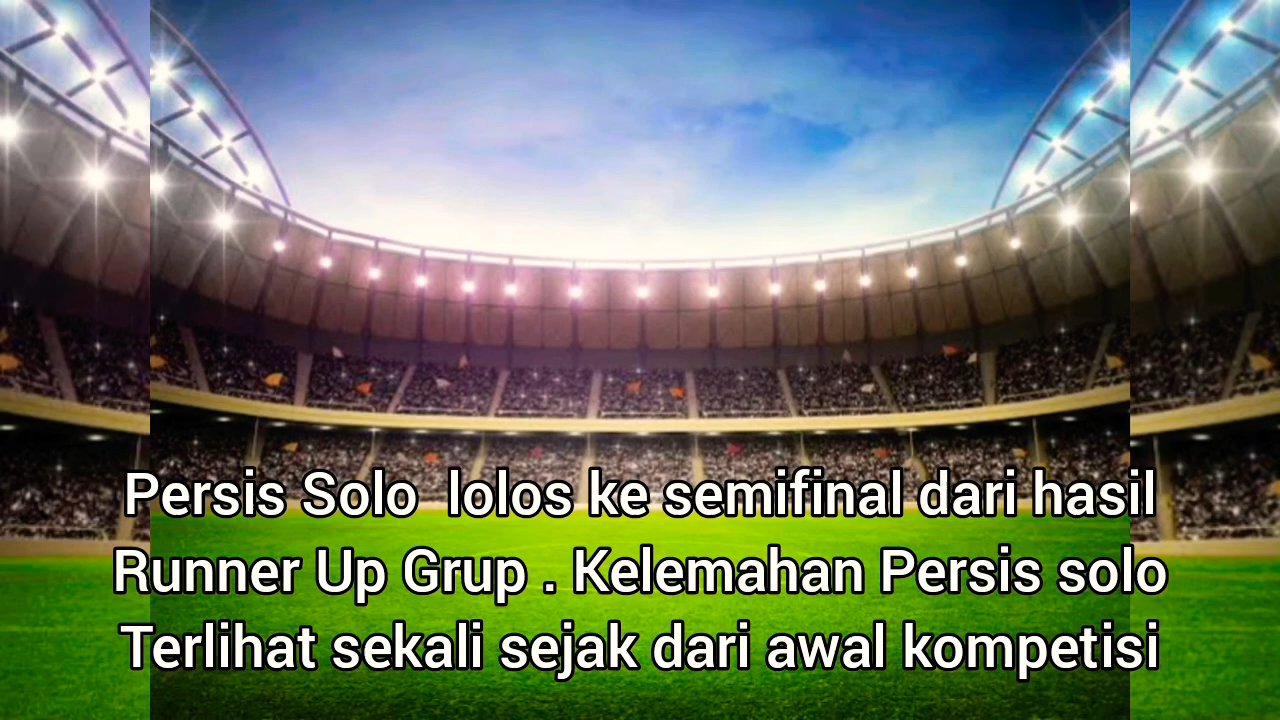 Persis Solo  lolos ke semifinal dari hasil
Runner Up Grup . Kelemahan Persis solo
Terlihat sekali sejak dari awal kompetisi